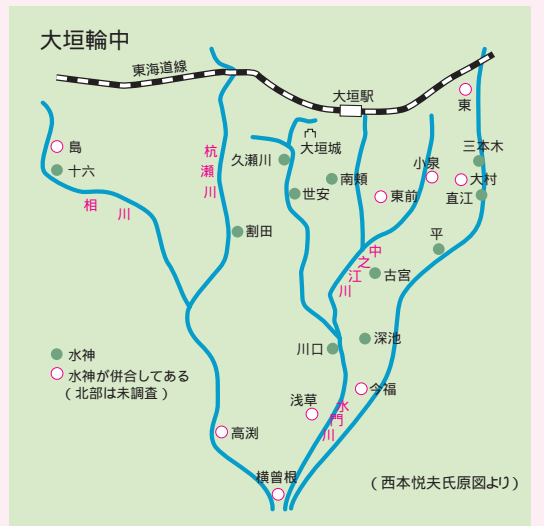 大垣輪中
東海道線
大垣駅
東
島
十六
杭瀬川
久瀬川
大垣城
三本木
小泉
大村
南頬
世安
東前
直江
相川
割田
平
中之江川
古宮
水神
川口
深池
水神が併合してある
（北部は未調査）
今福
浅草
水門川
高渕
横曽根
（西本悦夫氏原図より）